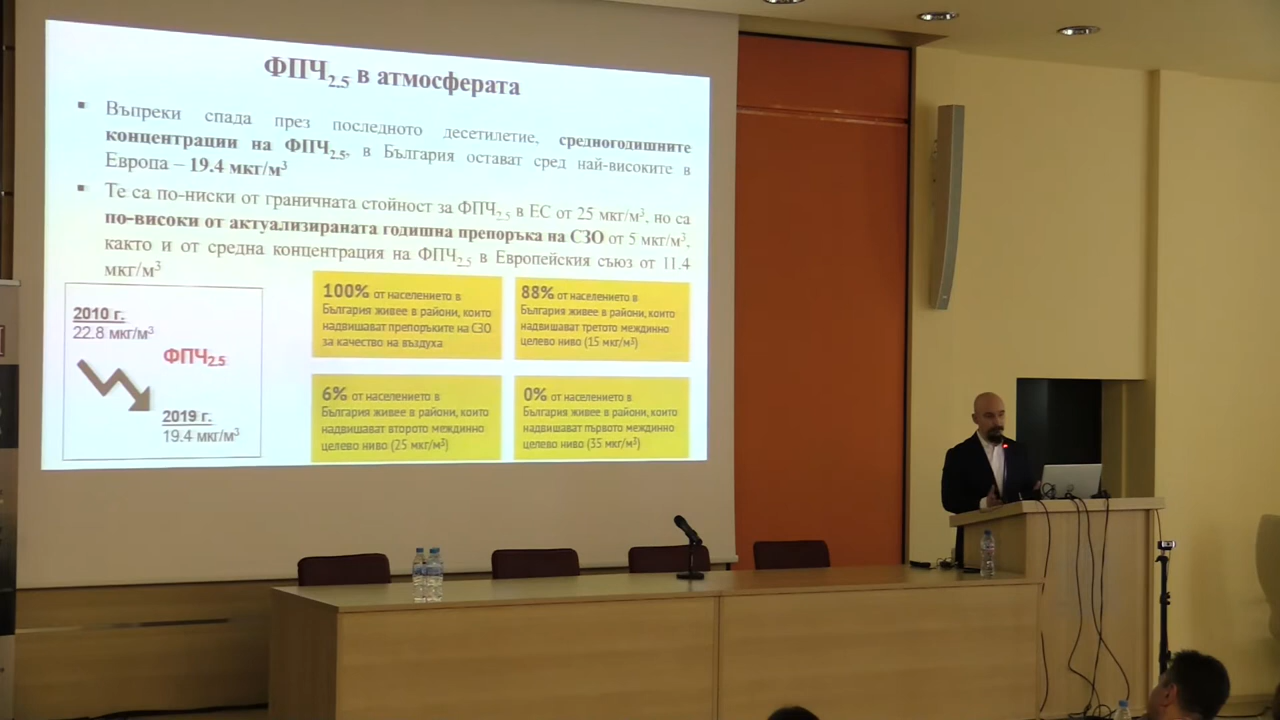 ФПЧ2.5 в атмосферата
▪ Въпреки спада през последното десетилетие, средногодишните
концентрации на ФПЧ2.5, в България остават сред най-високите в
Европа – 19.4 мкг/м³
▪ Те са по-ниски от граничната стойност за ФПЧ2.5 в ЕС от 25 мкг/м³, но са
по-високи от актуализираната годишна препоръка на СЗО от 5 мкг/м³,
както и от средна концентрация на ФПЧ2.5 в Европейския съюз от 11.4
мкг/м³
2010 г.
22.8 мкг/м³
ФПЧ2.5
2019 г.
19.4 мкг/м³
100% от населението в
България живее в райони, които
надвишават препоръките на СЗО
за качество на въздуха
88% от населението в
България живее в райони, които
надвишават третото междинно
целево ниво (15 мкг/м³)
6% от населението в
България живее в райони, които
надвишават второто междинно
целево ниво (25 мкг/м³)
0% от населението в
България живее в райони, които
надвишават първото междинно
целево ниво (35 мкг/м³)